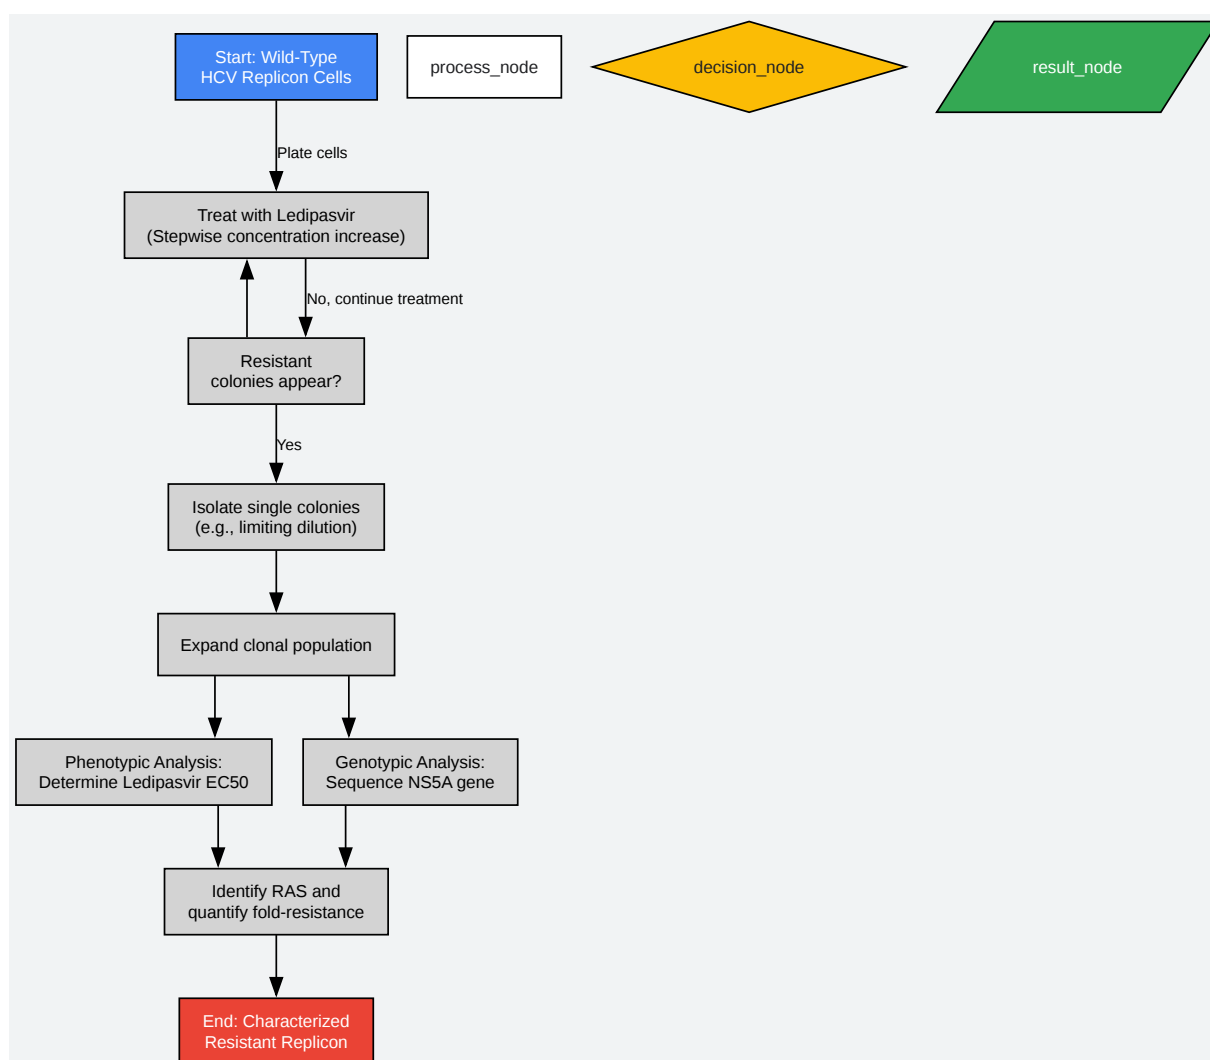 Start: Wild-Type
HCV Replicon Cells
process_node
decision_node
result_node
Plate cells
Treat with Ledipasvir
(Stepwise concentration increase)
No, continue treatment
Resistant
colonies appear?
Yes
Isolate single colonies
(e.g., limiting dilution)
Expand clonal population
Phenotypic Analysis:
Determine Ledipasvir EC50
Genotypic Analysis:
Sequence NS5A gene
Identify RAS and
quantify fold-resistance
End: Characterized
Resistant Replicon